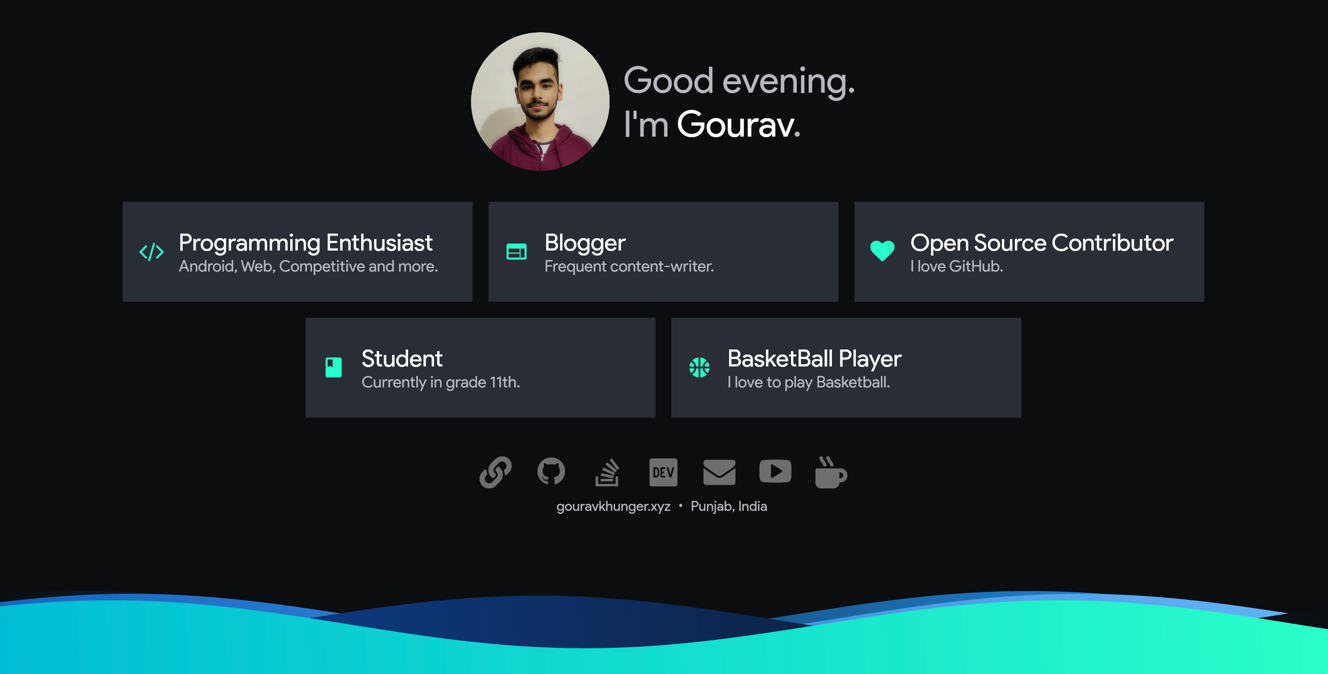 Good evening.
I'm Gourav.
Programming Enthusiast
Android, Web, Competitive and more.
Blogger
Frequent content-writer.
Open Source Contributor
I love GitHub.
Student
Currently in grade 11th.
BasketBall Player
I love to play Basketball.
DEV
gouravkhunger.xyz • Punjab, India